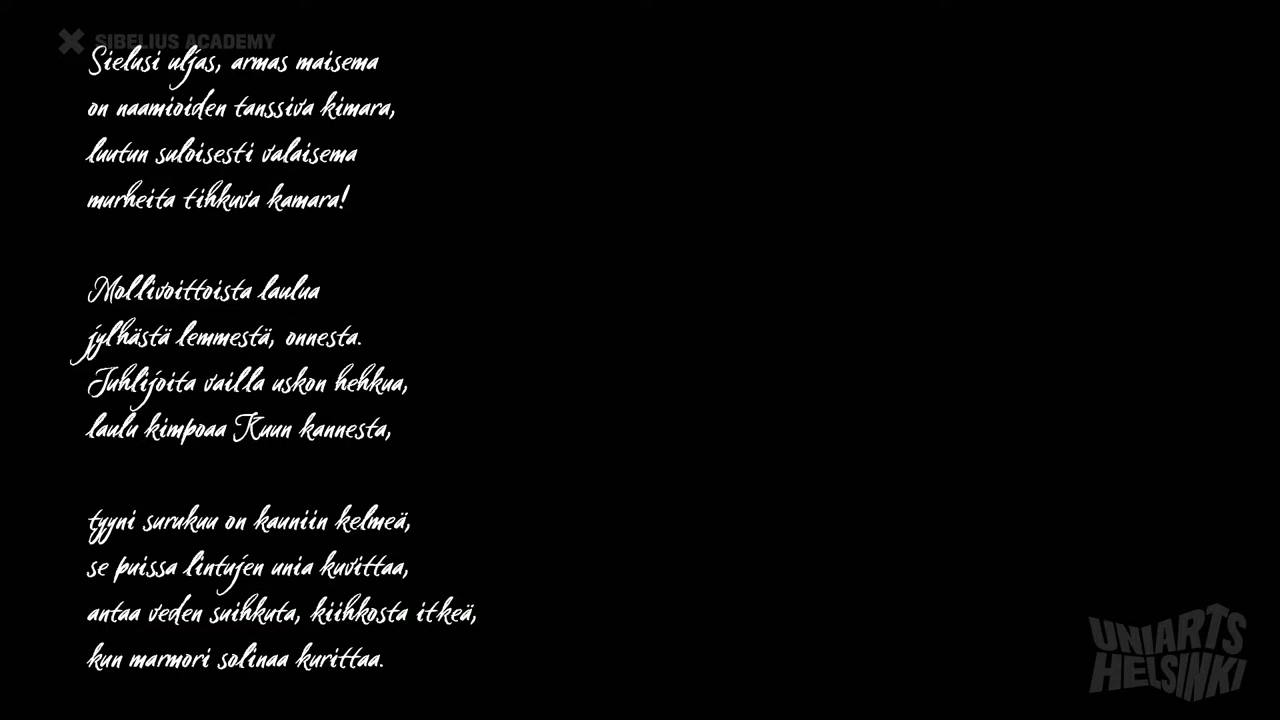 SIBELIUS ACADEMY
Sielusi uljas, armas maisema
on naamioiden tanssiva kimara,
luutun suloisesti valaisema
murheita tihkuva kamara!
Mollivoittoista laulua
jylhästä lemmestä, onnesta.
Juhlijoita vailla uskon hehkua,
laulu kimpoaa Kuun kannesta,
tyyni surukuu on kauniin kelmeä,
se puissa lintujen unia kuvittaa,
antaa veden suihkuta, kiihkosta itkeä,
kun marmori solinaa kurittaa.
UNIARTS
HELSINKI